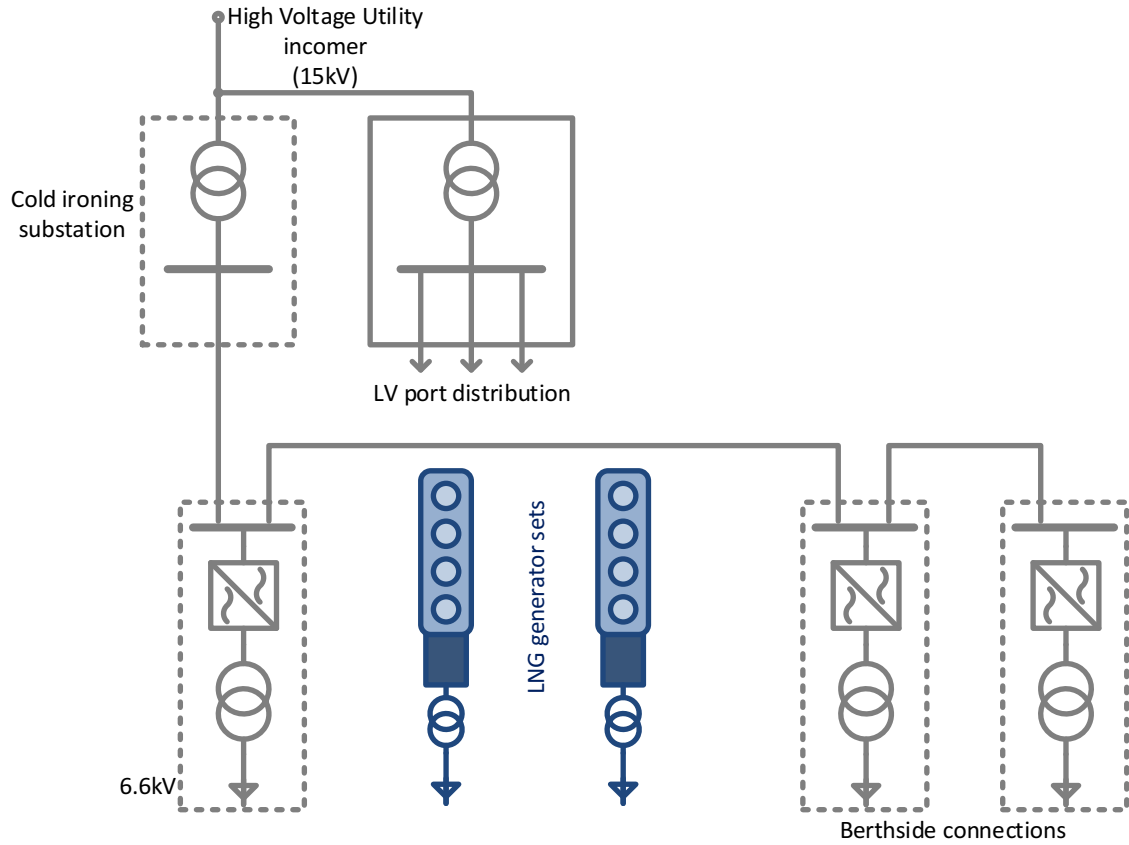 High Voltage Utility
incomer
(15kV)
Cold ironing
substation
LV port distribution
LNG generator sets
6.6kV
Berthside connections